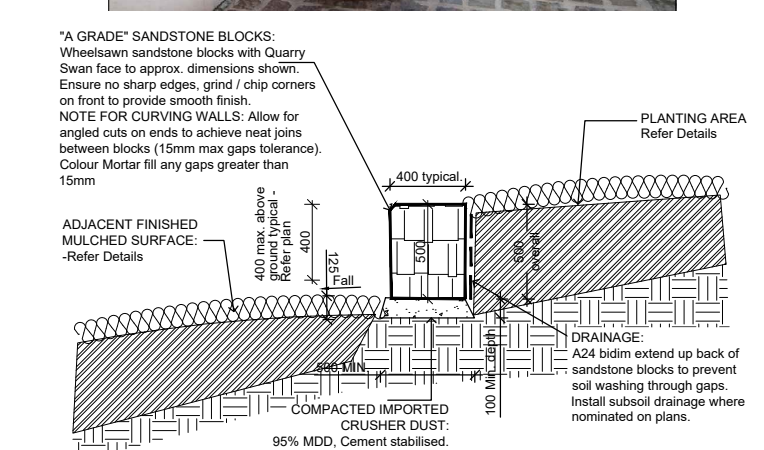 "A GRADE" SANDSTONE BLOCKS:
Wheelsawn sandstone blocks with Quarry
Swan face to approx. dimensions shown.
Ensure no sharp edges, grind / chip corners
on front to provide smooth finish.
NOTE FOR CURVING WALLS: Allow for
angled cuts on ends to achieve neat joins
between blocks (15mm max gaps tolerance).
Colour Mortar fill any gaps greater than
15mm
PLANTING AREA
Refer Details
400 typical.
400 max. above
ground typical -
Refer plan
400
125
Fall
500
500
overall
ADJACENT FINISHED
MULCHED SURFACE:
-Refer Details
500 MIN
100 Min. depth
DRAINAGE:
A24 bidim extend up back of
sandstone blocks to prevent
soil washing through gaps.
Install subsoil drainage where
nominated on plans.
COMPACTED IMPORTED
CRUSHER DUST:
95% MDD, Cement stabilised.